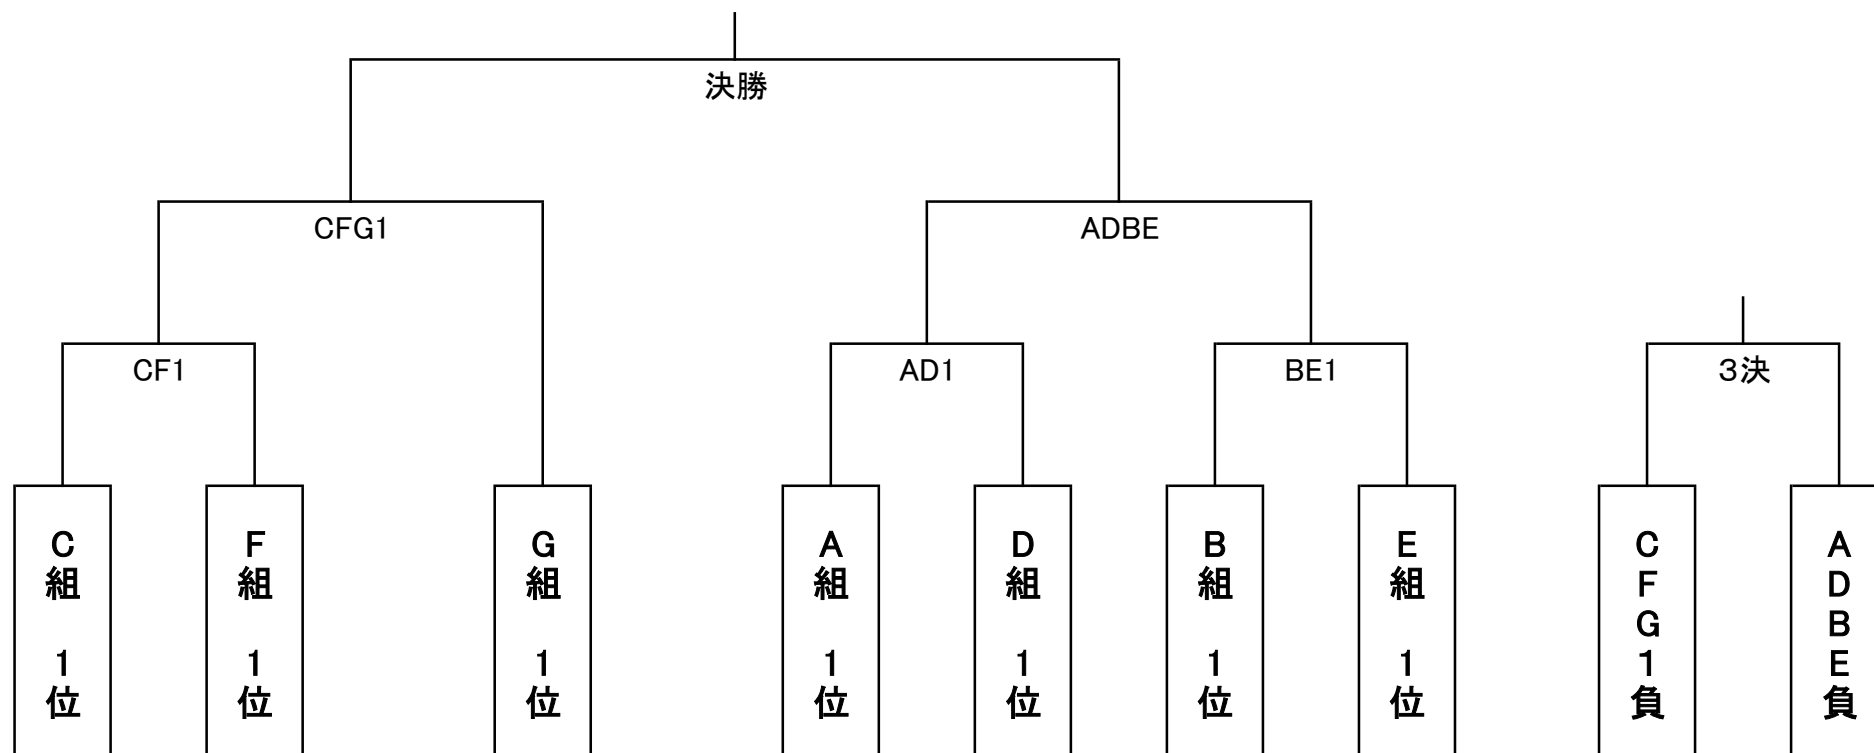 決勝
CFG1
ADBE
CF1
AD1
BE1
3決
C組 1位
F組 1位
G組 1位
A組 1位
D組 1位
B組 1位
E組 1位
CFG1負
ADBE負